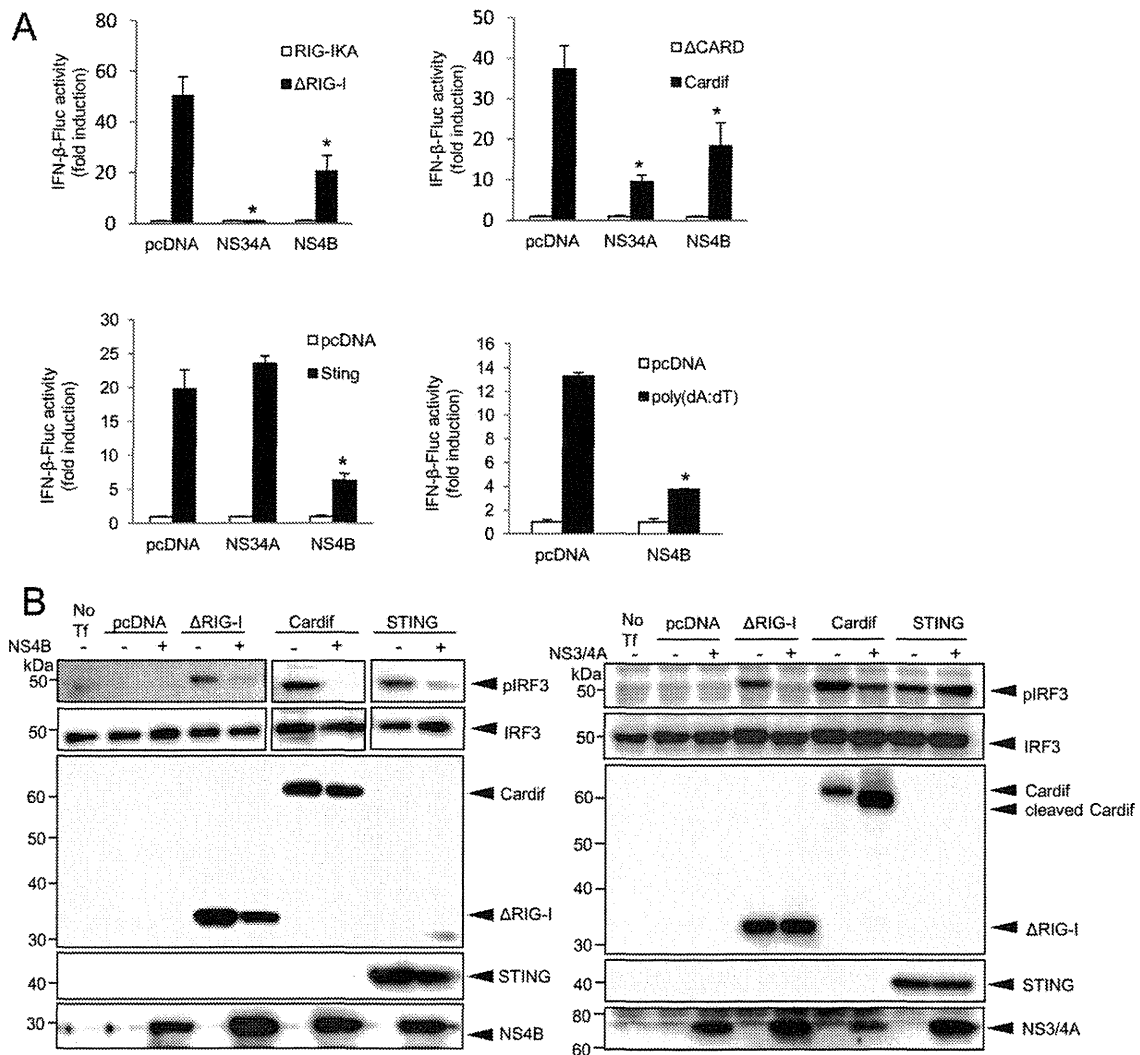 A
IFN-β-Fluc activity
(fold induction)
80
60
40
20
0
RIG-IKA
ΔRIG-I
*
*
pcDNA NS34A NS4B
IFN-β-Fluc activity
(fold induction)
50
40
30
20
10
0
ΔCARD
Cardif
*
*
pcDNA NS34A NS4B
IFN-β-Fluc activity
(fold induction)
30
25
20
15
10
5
0
pcDNA
Sting
*
pcDNA NS34A NS4B
IFN-β-Fluc activity
(fold induction)
16
14
12
10
8
6
4
2
0
pcDNA
poly(dA:dT)
*
pcDNA NS4B
B
No
Tf
pcDNA ΔRIG-I Cardif STING
NS4B - - + - + - + - +
kDa
50 pIRF3
50 IRF3
60 Cardif
50
40
ΔRIG-I
30
40 STING
30 NS4B
No
Tf
pcDNA ΔRIG-I Cardif STING
NS3/4A - - + - + - + - +
kDa
50 pIRF3
50 IRF3
60 Cardif
cleaved Cardif
50
40
ΔRIG-I
30
40 STING
80
NS3/4A
60